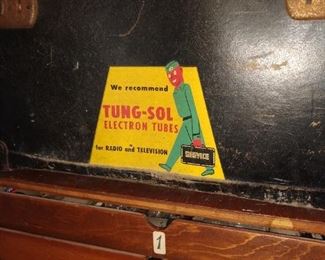 We recommend
TUNG-SOL
ELECTRON TUBES
for RADIO and TELEVISION
SERVICE
1